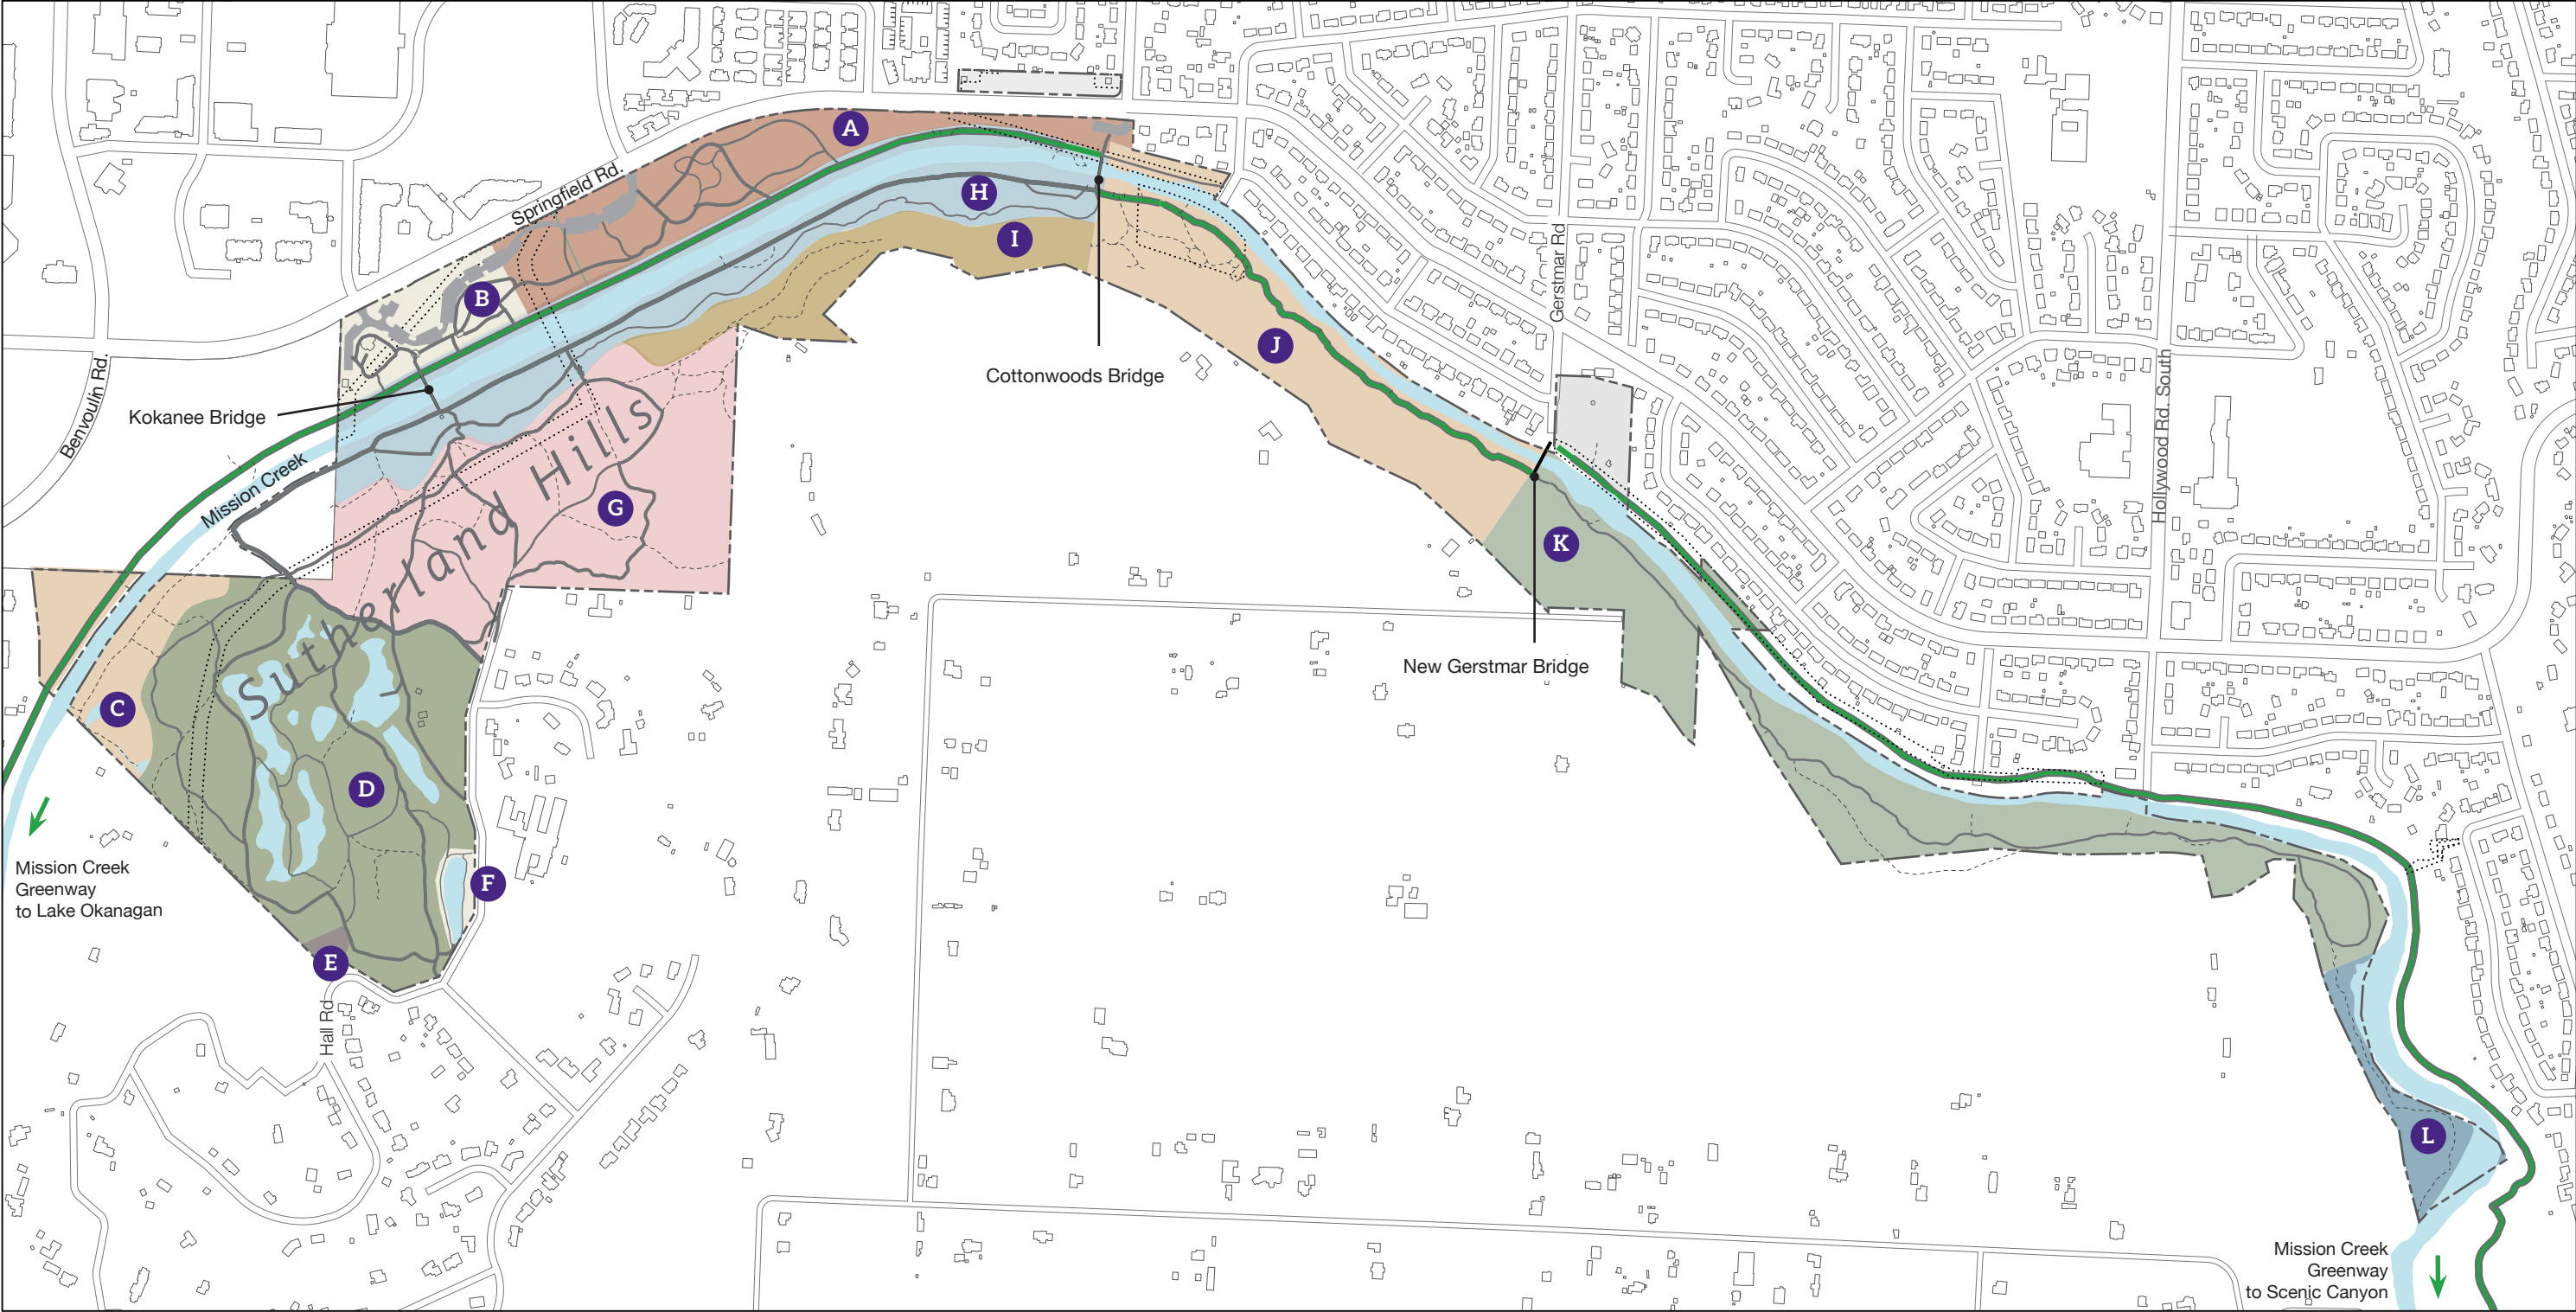 A
Springfield Rd.
H
I
B
Gerstmar Rd
J
Cottonwoods Bridge
Hollywood Rd. South
Benvoulin Rd.
Kokanee Bridge
Mission Creek
G
K
Sutherland Hills
New Gerstmar Bridge
C
D
Mission Creek
Greenway
to Lake Okanagan
F
E
Hall Rd
L
Mission Creek
Greenway
to Scenic Canyon